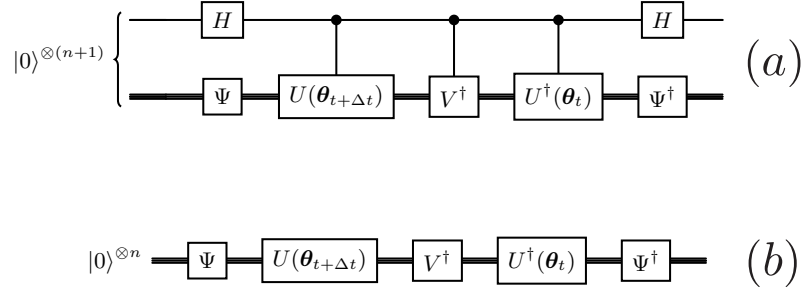 H H
|0⟩^{⊗(n+1)} (a)
Ψ U(θ_{t+Δt}) V^† U^†(θ_t) Ψ^†
|0⟩^{⊗n} Ψ U(θ_{t+Δt}) V^† U^†(θ_t) Ψ^† (b)